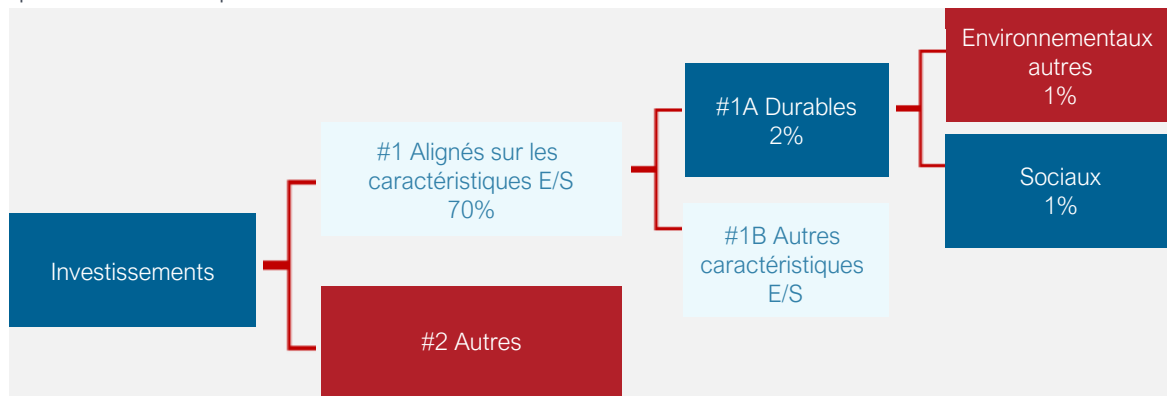 Investissements
#1 Alignés sur les
caractéristiques E/S
70%
#2 Autres
#1A Durables
2%
#1B Autres
caractéristiques
E/S
Environnementaux
autres
1%
Sociaux
1%